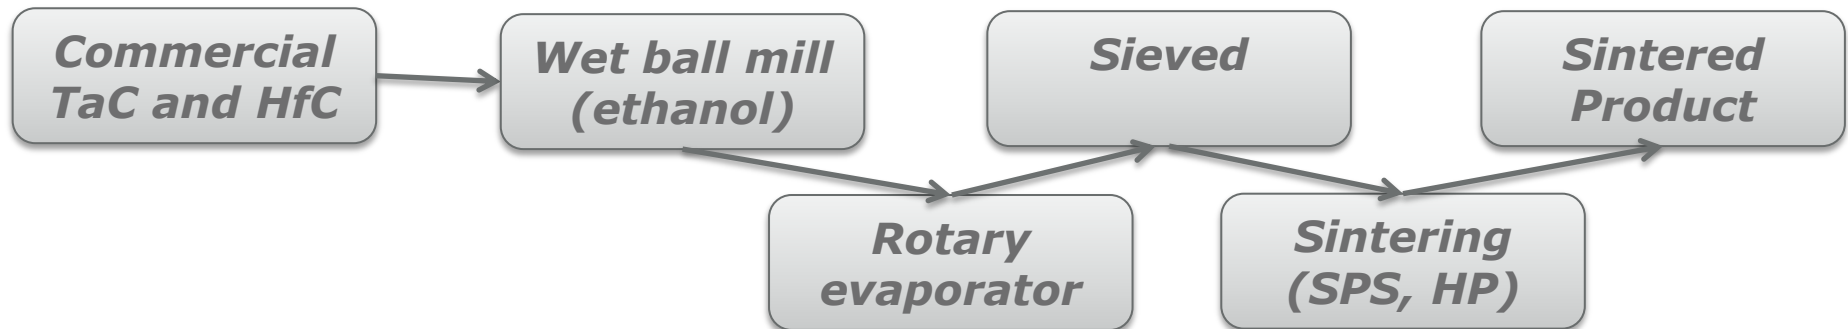 Commercial
TaC and HfC
Wet ball mill
(ethanol)
Rotary
evaporator
Sieved
Sintering
(SPS, HP)
Sintered
Product